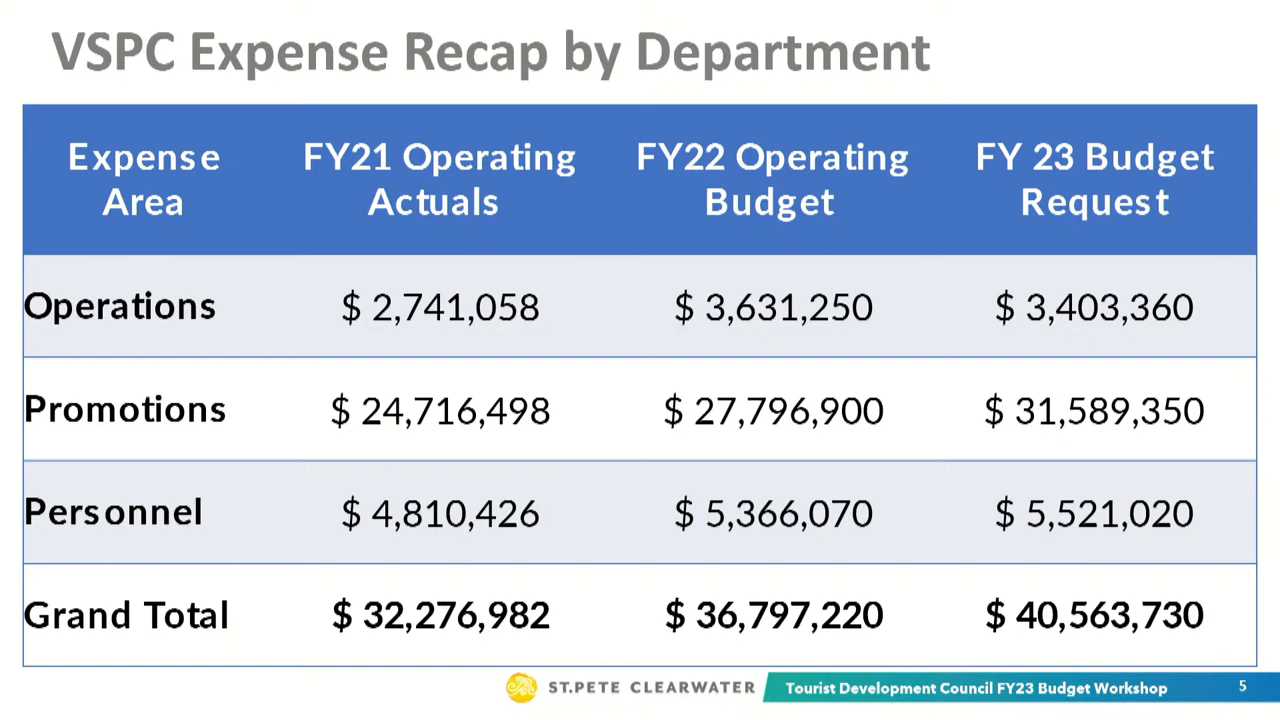 VSPC Expense Recap by Department
Expense Area FY21 Operating Actuals FY22 Operating Budget FY 23 Budget Request
Operations $ 2,741,058 $ 3,631,250 $ 3,403,360
Promotions $ 24,716,498 $ 27,796,900 $ 31,589,350
Personnel $ 4,810,426 $ 5,366,070 $ 5,521,020
Grand Total $ 32,276,982 $ 36,797,220 $ 40,563,730
ST.PETE CLEARWATER Tourist Development Council FY23 Budget Workshop 5